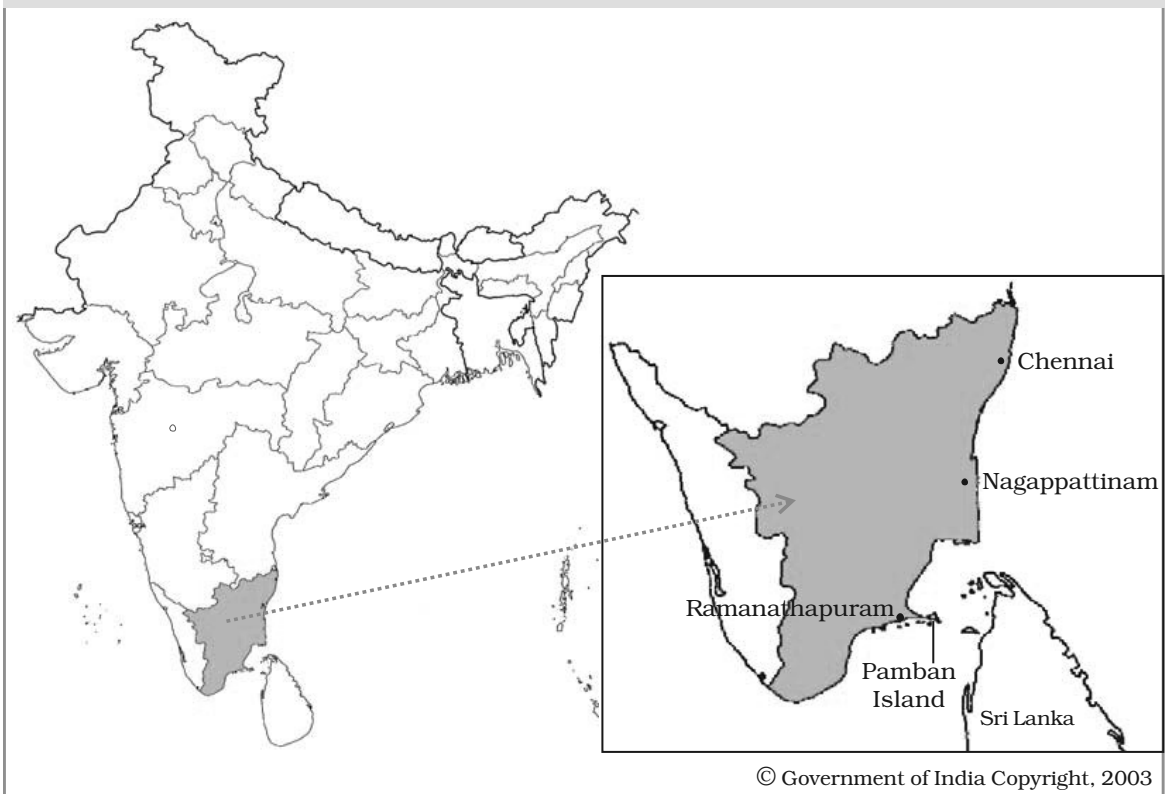 Chennai
Nagappattinam
Ramanathapuram
Pamban
Island
Sri Lanka
© Government of India Copyright, 2003